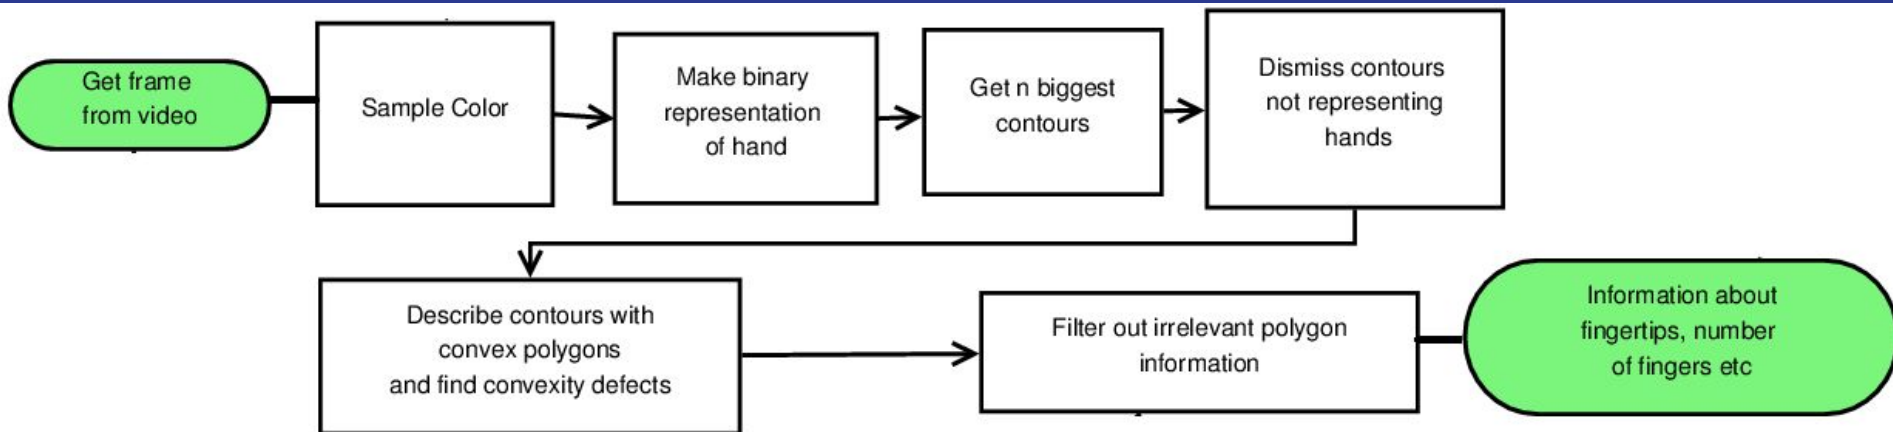 Get frame
from video
Sample Color
Make binary
representation
of hand
Get n biggest
contours
Dismiss contours
not representing
hands
Describe contours with
convex polygons
and find convexity defects
Filter out irrelevant polygon
information
Information about
fingertips, number
of fingers etc